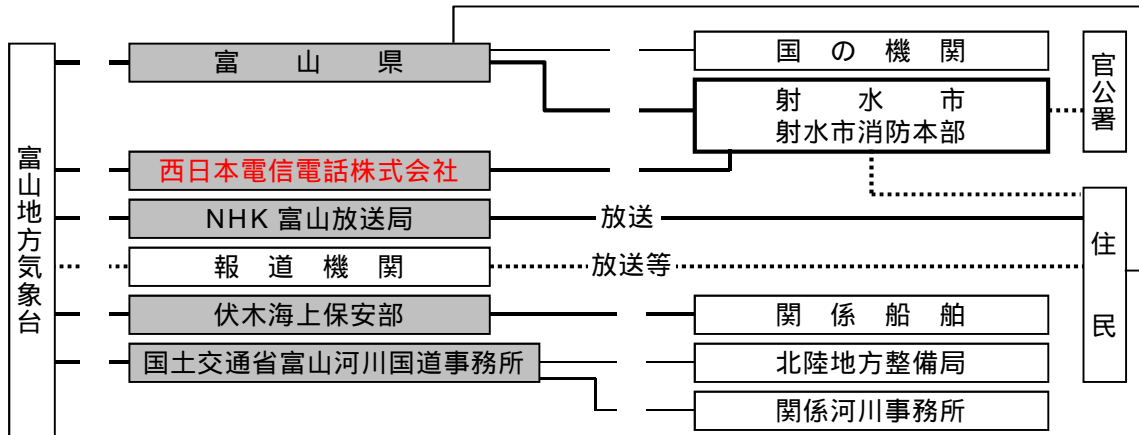 富山地方気象台
富山県
西日本電信電話株式会社
NHK 富山放送局
報道機関
伏木海上保安部
国土交通省富山河川国道事務所
放送
放送等
国の機関
射水市
射水市消防本部
関係船舶
北陸地方整備局
関係河川事務所
官公署
住民